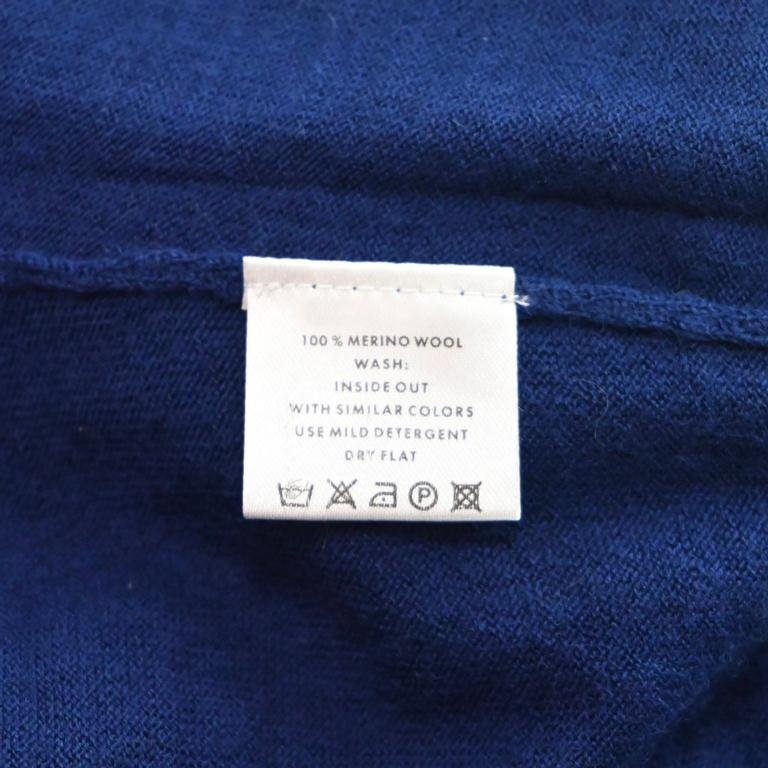 100 % MERINO WOOL
WASH:
INSIDE OUT
WITH SIMILAR COLORS
USE MILD DETERGENT
DRY FLAT
P